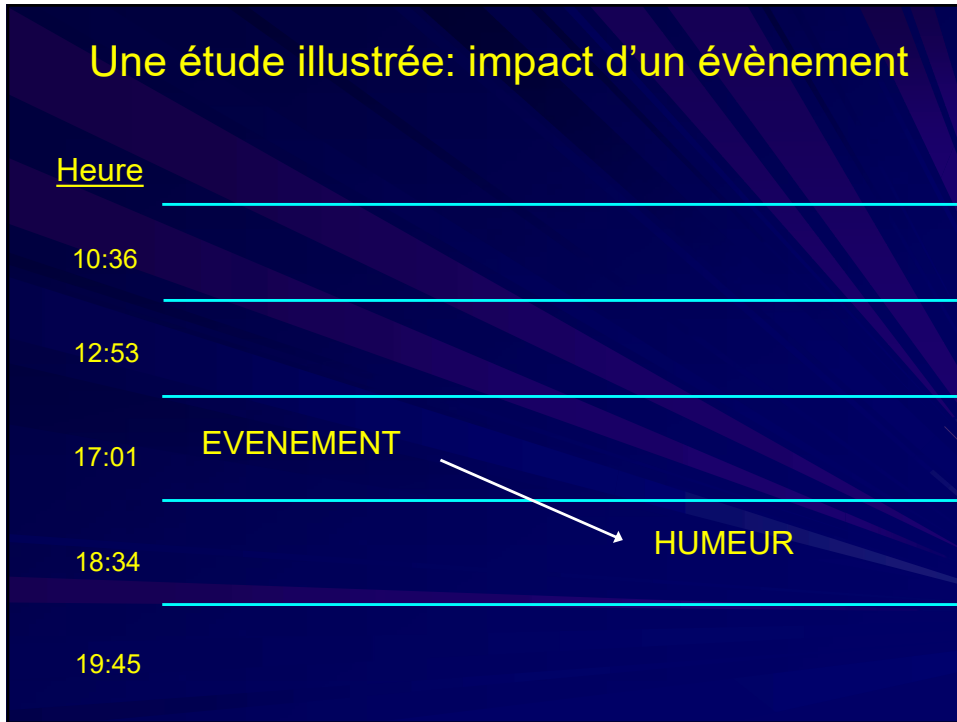 Une étude illustrée: impact d’un évènement
Heure
10:36
12:53
17:01 EVENEMENT
18:34 HUMEUR
19:45